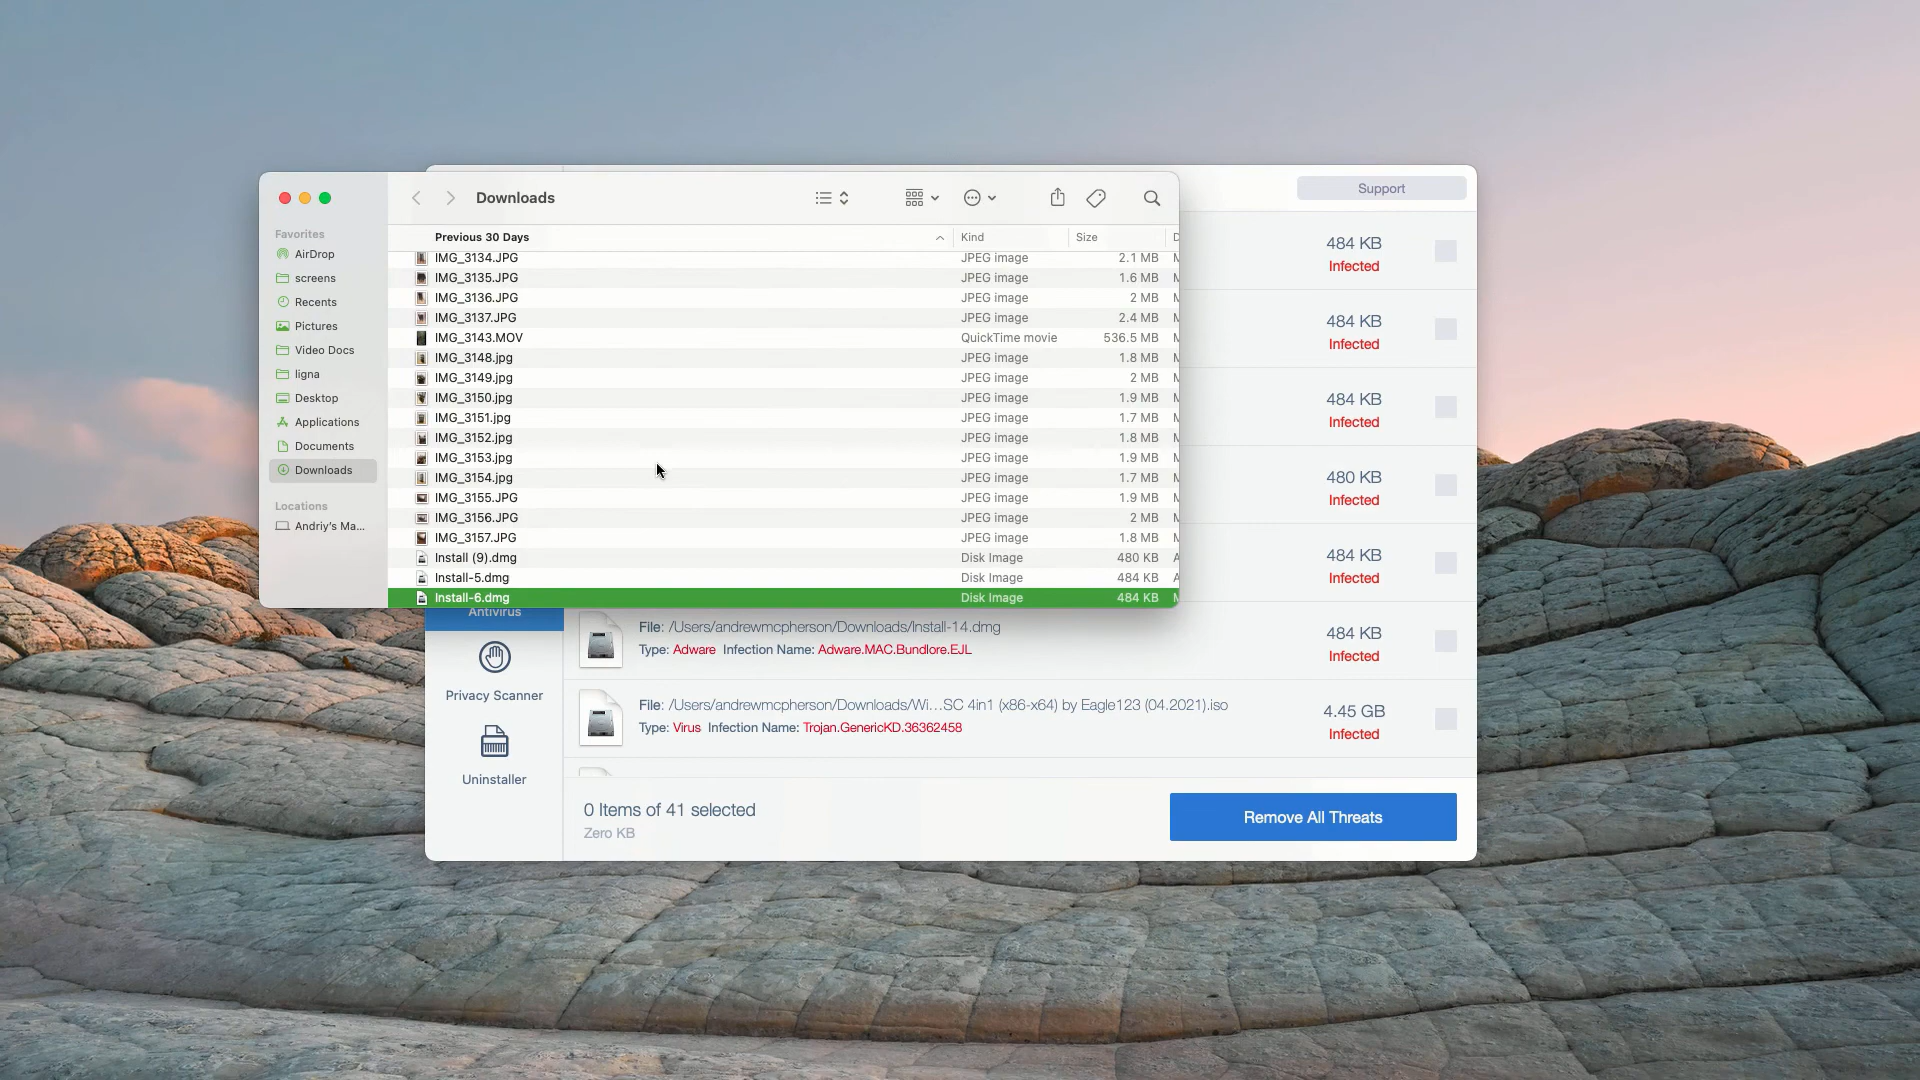 Downloads
Support
Favorites
AirDrop
screens
Recents
Pictures
Video Docs
ligna
Desktop
Applications
Documents
Downloads
Locations
Andriy's Ma...
Previous 30 Days Kind Size D
IMG_3134.JPG JPEG image 2.1 MB M
IMG_3135.JPG JPEG image 1.6 MB M
IMG_3136.JPG JPEG image 2 MB M
IMG_3137.JPG JPEG image 2.4 MB M
IMG_3143.MOV QuickTime movie 536.5 MB M
IMG_3148.jpg JPEG image 1.8 MB M
IMG_3149.jpg JPEG image 2 MB M
IMG_3150.jpg JPEG image 1.9 MB M
IMG_3151.jpg JPEG image 1.7 MB M
IMG_3152.jpg JPEG image 1.8 MB M
IMG_3153.jpg JPEG image 1.9 MB M
IMG_3154.jpg JPEG image 1.7 MB M
IMG_3155.JPG JPEG image 1.9 MB M
IMG_3156.JPG JPEG image 2 MB M
IMG_3157.JPG JPEG image 1.8 MB M
Install (9).dmg Disk Image 480 KB A
Install-5.dmg Disk Image 484 KB A
Install-6.dmg Disk Image 484 KB M
484 KB
Infected
484 KB
Infected
484 KB
Infected
480 KB
Infected
484 KB
Infected
Antivirus
Privacy Scanner
Uninstaller
File: /Users/andrewmcpherson/Downloads/Install-14.dmg
Type: Adware Infection Name: Adware.MAC.Bundlore.EJL
484 KB
Infected
File: /Users/andrewmcpherson/Downloads/Wi...SC 4in1 (x86-x64) by Eagle123 (04.2021).iso
Type: Virus Infection Name: Trojan.GenericKD.36362458
4.45 GB
Infected
0 Items of 41 selected
Zero KB
Remove All Threats